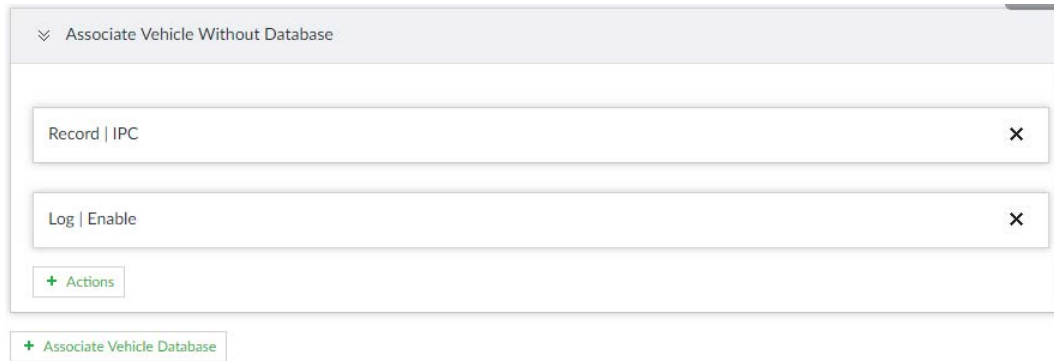 Associate Vehicle Without Database
Record | IPC
Log | Enable
+ Actions
+ Associate Vehicle Database